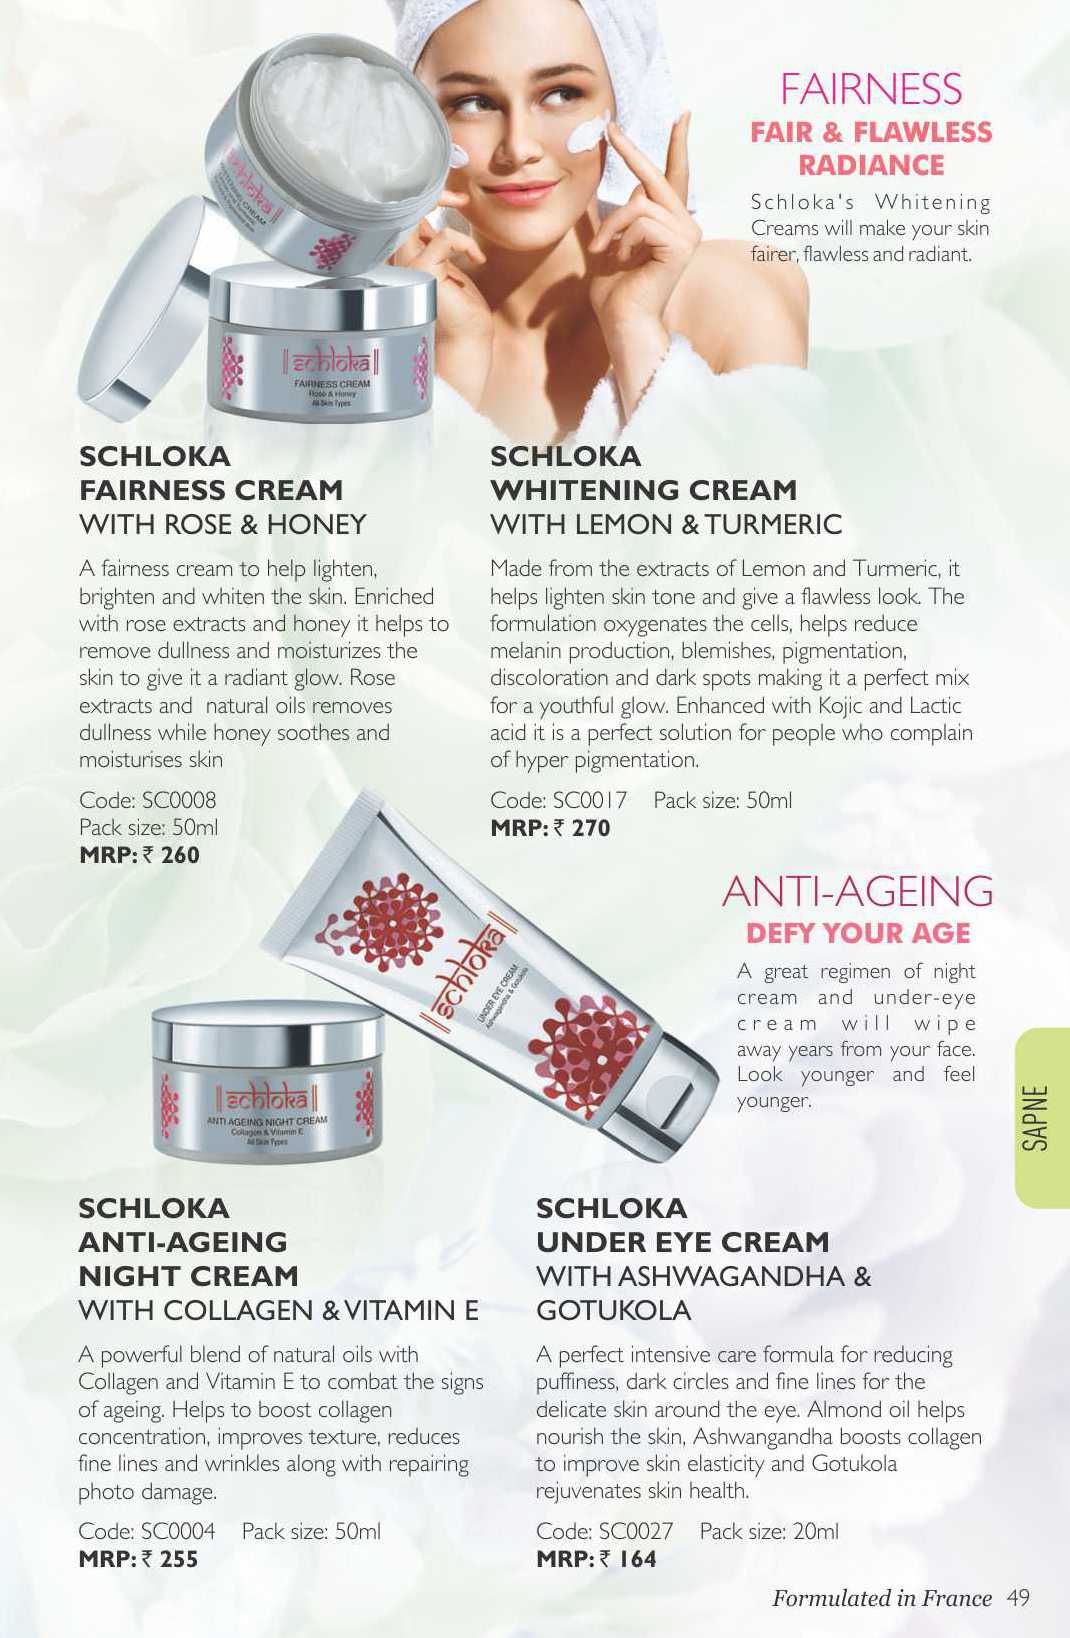 FAIRNESS
FAIR & FLAWLESS
RADIANCE
Schloka's Whitening
Creams will make your skin
fairer, flawless and radiant.
schloka
WHITENING CREAM
schloka
FAIRNESS CREAM
Rose & Honey
All Skin Types
SCHLOKA
FAIRNESS CREAM
WITH ROSE & HONEY
A fairness cream to help lighten,
brighten and whiten the skin. Enriched
with rose extracts and honey it helps to
remove dullness and moisturizes the
skin to give it a radiant glow. Rose
extracts and natural oils removes
dullness while honey soothes and
moisturises skin
Code: SC0008
Pack size: 50ml
MRP: ₹ 260
SCHLOKA
WHITENING CREAM
WITH LEMON & TURMERIC
Made from the extracts of Lemon and Turmeric, it
helps lighten skin tone and give a flawless look. The
formulation oxygenates the cells, helps reduce
melanin production, blemishes, pigmentation,
discoloration and dark spots making it a perfect mix
for a youthful glow. Enhanced with Kojic and Lactic
acid it is a perfect solution for people who complain
of hyper pigmentation.
Code: SC0017 Pack size: 50ml
MRP: ₹ 270
ANTI-AGEING
DEFY YOUR AGE
A great regimen of night
cream and under-eye
cream will wipe
away years from your face.
Look younger and feel
younger.
schloka
UNDER EYE CREAM
Ashwagandha & Gotukola
schloka
ANTI AGEING NIGHT CREAM
Collagen & Vitamin E
All Skin Types
SAPNE
SCHLOKA
ANTI-AGEING
NIGHT CREAM
WITH COLLAGEN & VITAMIN E
A powerful blend of natural oils with
Collagen and Vitamin E to combat the signs
of ageing. Helps to boost collagen
concentration, improves texture, reduces
fine lines and wrinkles along with repairing
photo damage.
Code: SC0004 Pack size: 50ml
MRP: ₹ 255
SCHLOKA
UNDER EYE CREAM
WITH ASHWAGANDHA &
GOTUKOLA
A perfect intensive care formula for reducing
puffiness, dark circles and fine lines for the
delicate skin around the eye. Almond oil helps
nourish the skin, Ashwangandha boosts collagen
to improve skin elasticity and Gotukola
rejuvenates skin health.
Code: SC0027 Pack size: 20ml
MRP: ₹ 164
Formulated in France 49